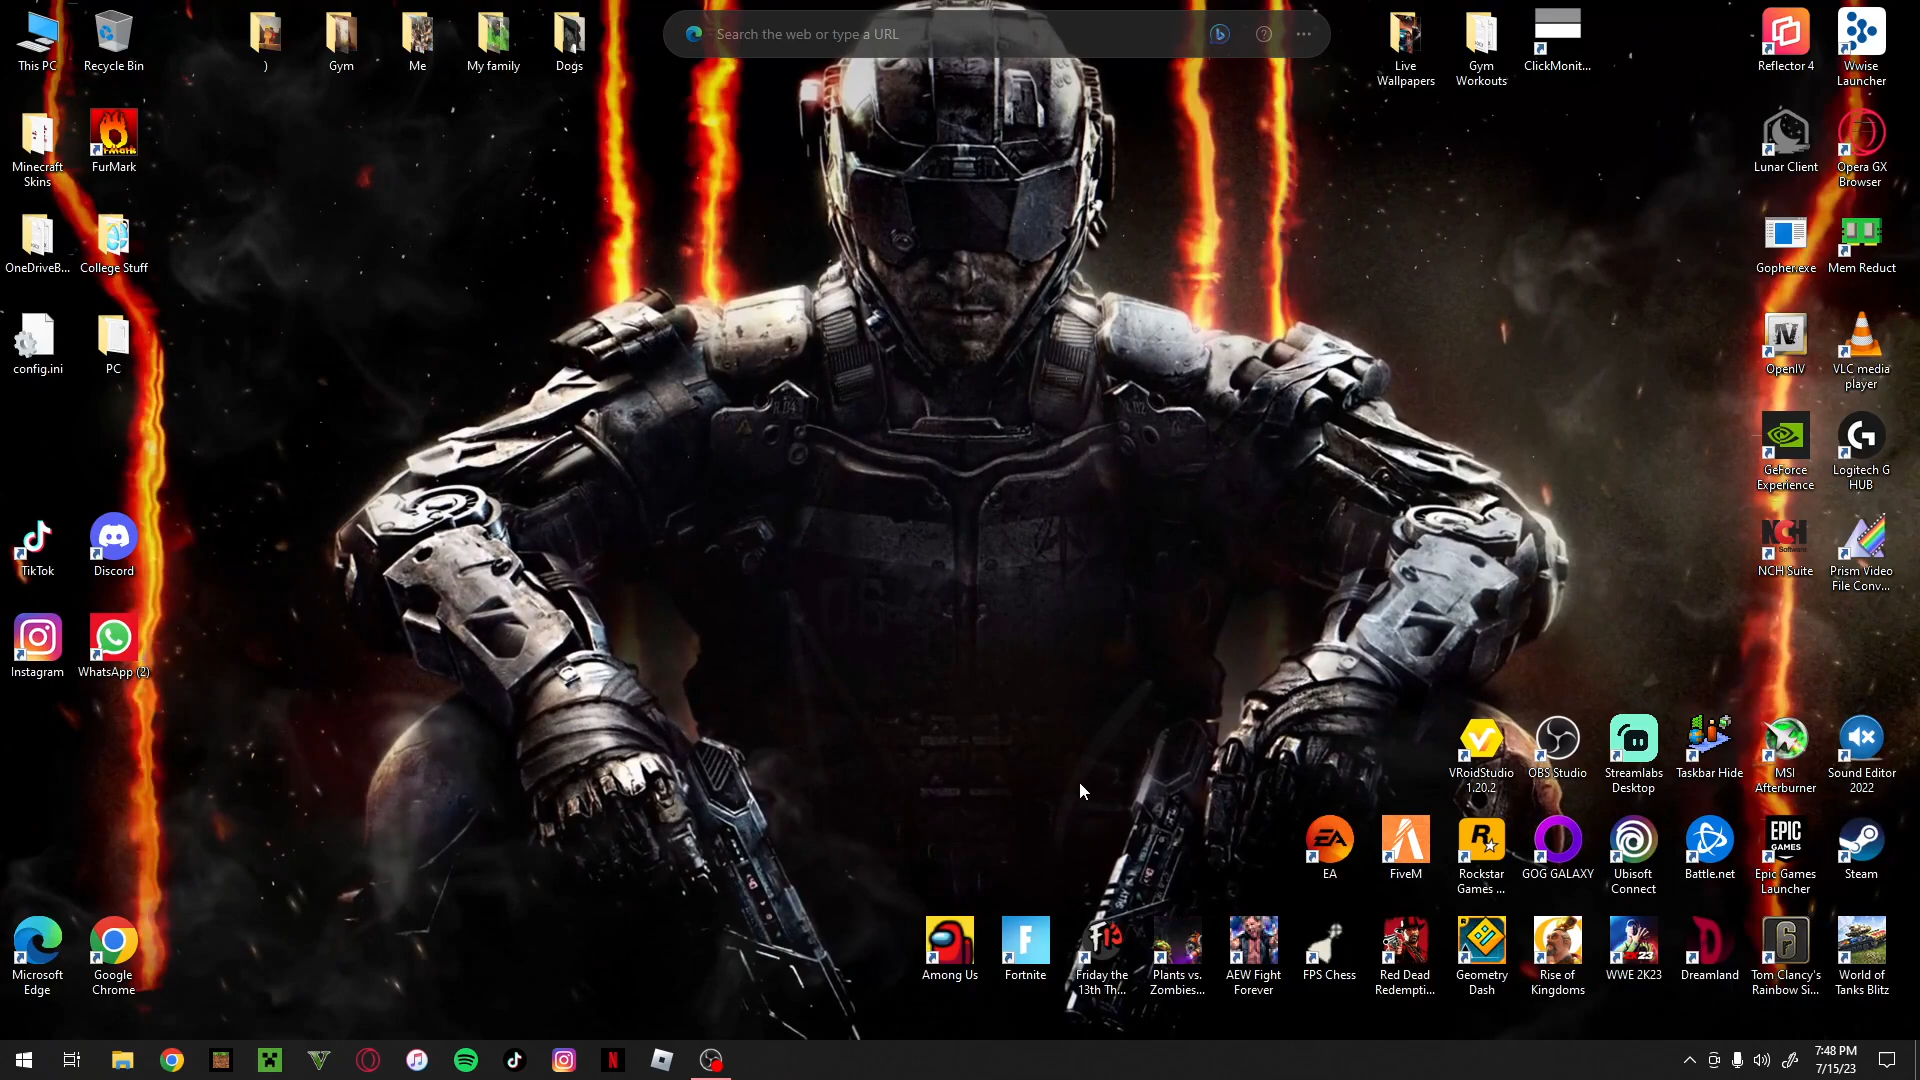 Search the web or type a URL
This PC
Recycle Bin
)
Gym
Me
My family
Dogs
Live
Wallpapers
Gym
Workouts
ClickMonit...
Reflector 4
Wwise
Launcher
Minecraft
Skins
FurMark
Lunar Client
Opera GX
Browser
OneDriveB...
College Stuff
Gopher.exe
Mem Reduct
config.ini
PC
OpenIV
VLC media
player
GeForce
Experience
Logitech G
HUB
TikTok
Discord
NCH
Software
NCH Suite
Prism Video
File Conv...
Instagram
WhatsApp (2)
VRoidStudio
1.20.2
OBS Studio
Streamlabs
Desktop
Taskbar Hide
MSI
Afterburner
Sound Editor
2022
EA
EA
FiveM
R
Rockstar
Games ...
GOG GALAXY
Ubisoft
Connect
Battle.net
EPIC
GAMES
Epic Games
Launcher
Steam
Microsoft
Edge
Google
Chrome
Among Us
F
Fortnite
F13
Friday the
13th Th...
Plants vs.
Zombies...
AEW Fight
Forever
FPS Chess
Red Dead
Redempti...
Geometry
Dash
Rise of
Kingdoms
23
WWE 2K23
Dreamland
6
Tom Clancy's
Rainbow Si...
World of
Tanks Blitz
7:48 PM
7/15/23